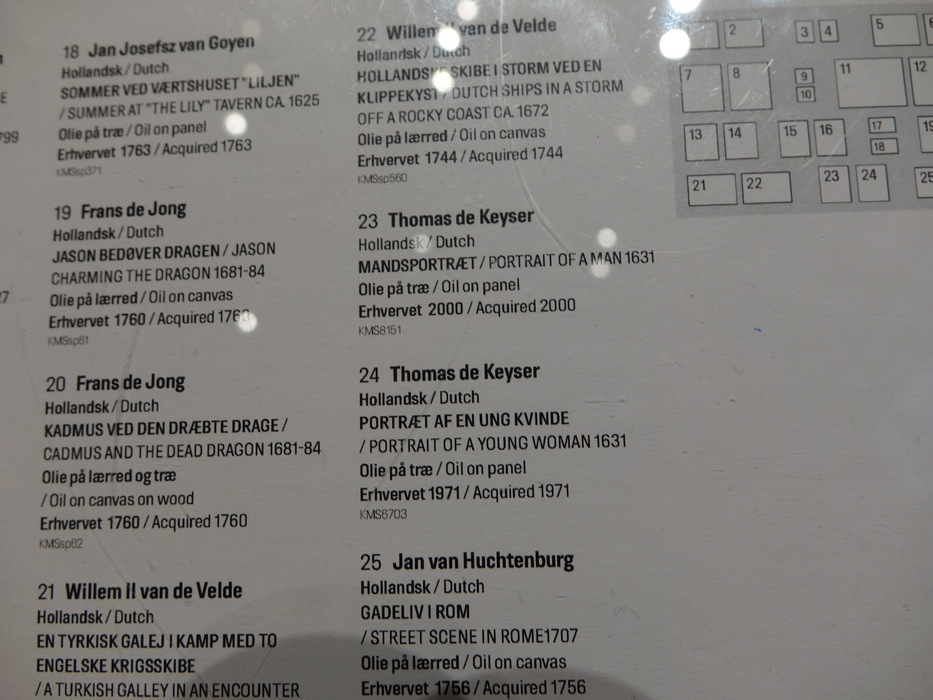 E
799
27
18 Jan Josefsz van Goyen
Hollandsk / Dutch
SOMMER VED VÆRTSHUSET "LILJEN"
/ SUMMER AT "THE LILY" TAVERN CA. 1625
Olie på træ / Oil on panel
Erhvervet 1763 / Acquired 1763
KMSsp371
19 Frans de Jong
Hollandsk / Dutch
JASON BEDØVER DRAGEN / JASON
CHARMING THE DRAGON 1681-84
Olie på lærred / Oil on canvas
Erhvervet 1760 / Acquired 1760
KMSsp61
20 Frans de Jong
Hollandsk / Dutch
KADMUS VED DEN DRÆBTE DRAGE /
CADMUS AND THE DEAD DRAGON 1681-84
Olie på lærred og træ
/ Oil on canvas on wood
Erhvervet 1760 / Acquired 1760
KMSsp62
21 Willem II van de Velde
Hollandsk / Dutch
EN TYRKISK GALEJ I KAMP MED TO
ENGELSKE KRIGSSKIBE
/ A TURKISH GALLEY IN AN ENCOUNTER
22 Willem II van de Velde
Hollandsk / Dutch
HOLLANDSKE SKIBE I STORM VED EN
KLIPPEKYST / DUTCH SHIPS IN A STORM
OFF A ROCKY COAST CA. 1672
Olie på lærred / Oil on canvas
Erhvervet 1744 / Acquired 1744
KMSsp560
23 Thomas de Keyser
Hollandsk / Dutch
MANDSPORTRÆT / PORTRAIT OF A MAN 1631
Olie på træ / Oil on panel
Erhvervet 2000 / Acquired 2000
KMS8151
24 Thomas de Keyser
Hollandsk / Dutch
PORTRÆT AF EN UNG KVINDE
/ PORTRAIT OF A YOUNG WOMAN 1631
Olie på træ / Oil on panel
Erhvervet 1971 / Acquired 1971
KMS6703
25 Jan van Huchtenburg
Hollandsk / Dutch
GADELIV I ROM
/ STREET SCENE IN ROME1707
Olie på lærred / Oil on canvas
Erhvervet 1756 / Acquired 1756
2 3 4 5 6
7 8 9 10 11 12
13 14 15 16 17 18 19
21 22 23 24 25